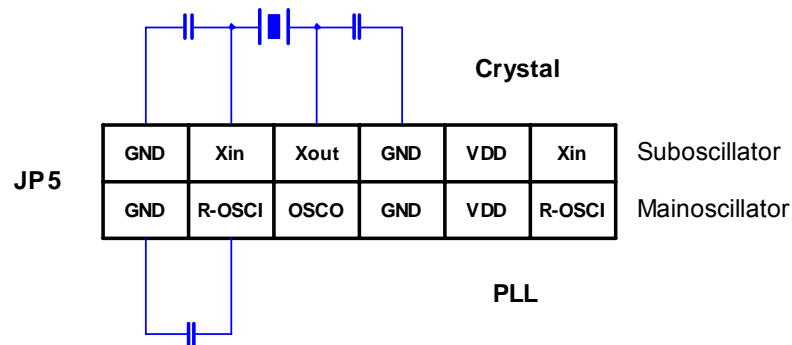 Crystal
GND Xin Xout GND VDD Xin Suboscillator
JP5
GND R-OSCI OSCO GND VDD R-OSCI Mainoscillator
PLL